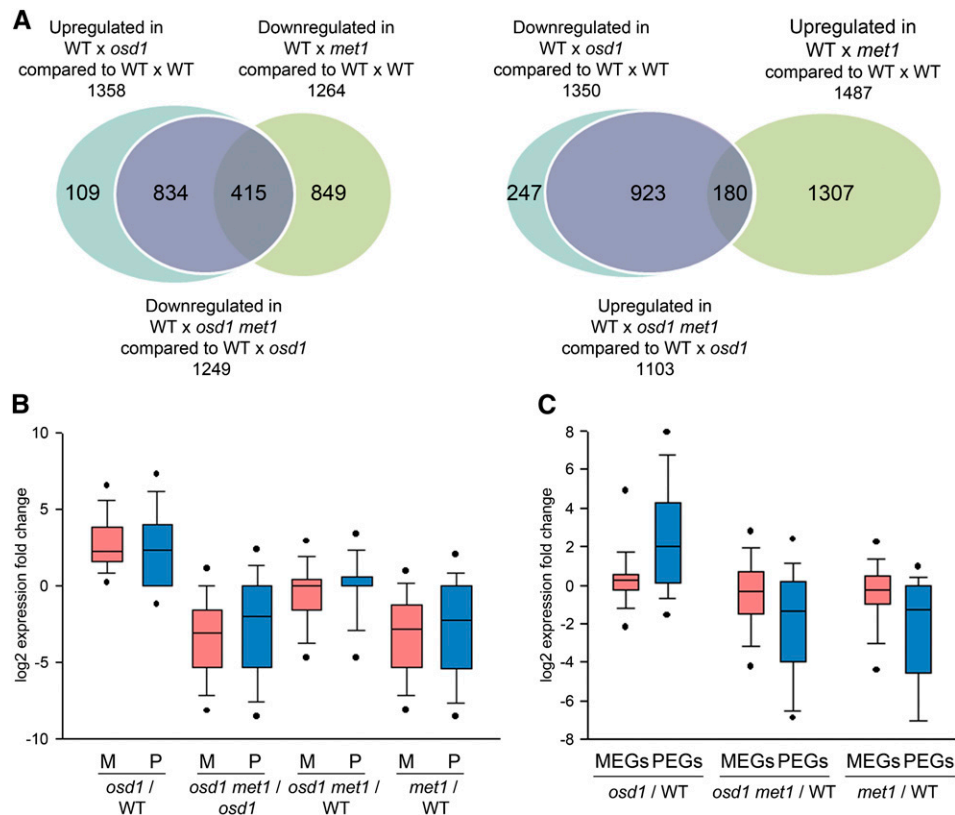 A
Upregulated in
WT x osd1
compared to WT x WT
1358
Downregulated in
WT x met1
compared to WT x WT
1264
109
834
415
849
Downregulated in
WT x osd1 met1
compared to WT x osd1
1249
Downregulated in
WT x osd1
compared to WT x WT
1350
Upregulated in
WT x met1
compared to WT x WT
1487
247
923
180
1307
Upregulated in
WT x osd1 met1
compared to WT x osd1
1103
B
log2 expression fold change
10
5
0
-5
-10
M P M P M P M P
osd1 / WT
osd1 met1 / osd1
osd1 met1 / WT
met1 / WT
C
log2 expression fold change
8
6
4
2
0
-2
-4
-6
-8
MEGs PEGs MEGs PEGs MEGs PEGs
osd1 / WT
osd1 met1 / WT
met1 / WT